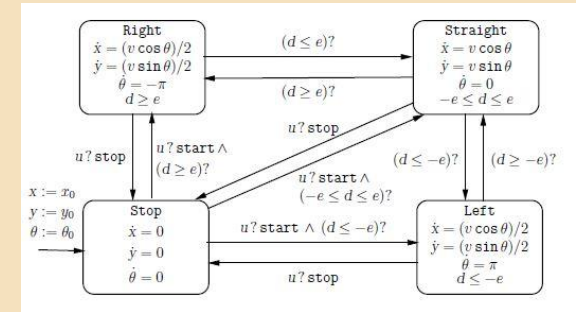 Right
ẋ = (v cos θ)/2
ẏ = (v sin θ)/2
θ̇ = −π
d ≥ e
(d ≤ e)?
(d ≥ e)?
Straight
ẋ = v cos θ
ẏ = v sin θ
θ̇ = 0
−e ≤ d ≤ e
u?stop
u?stop
u?start ∧
(d ≥ e)?
u?start ∧
(−e ≤ d ≤ e)?
(d ≤ −e)?
(d ≥ −e)?
x := x₀
y := y₀
θ := θ₀
Stop
ẋ = 0
ẏ = 0
θ̇ = 0
u?start ∧ (d ≤ −e)?
u?stop
Left
ẋ = (v cos θ)/2
ẏ = (v sin θ)/2
θ̇ = π
d ≤ −e